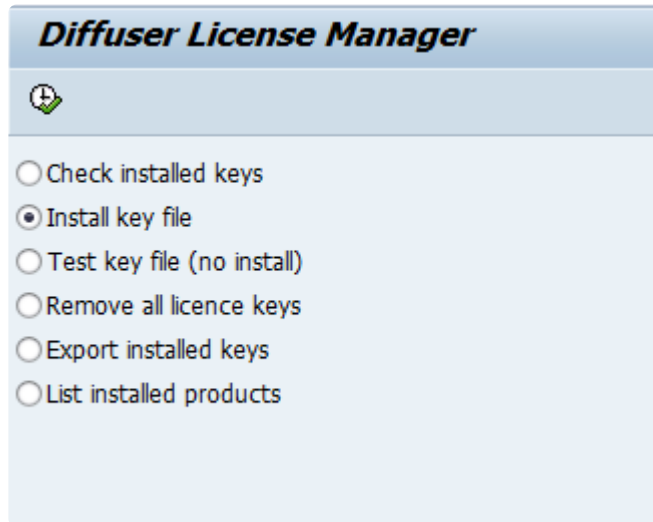 Diffuser License Manager
Check installed keys
Install key file
Test key file (no install)
Remove all licence keys
Export installed keys
List installed products